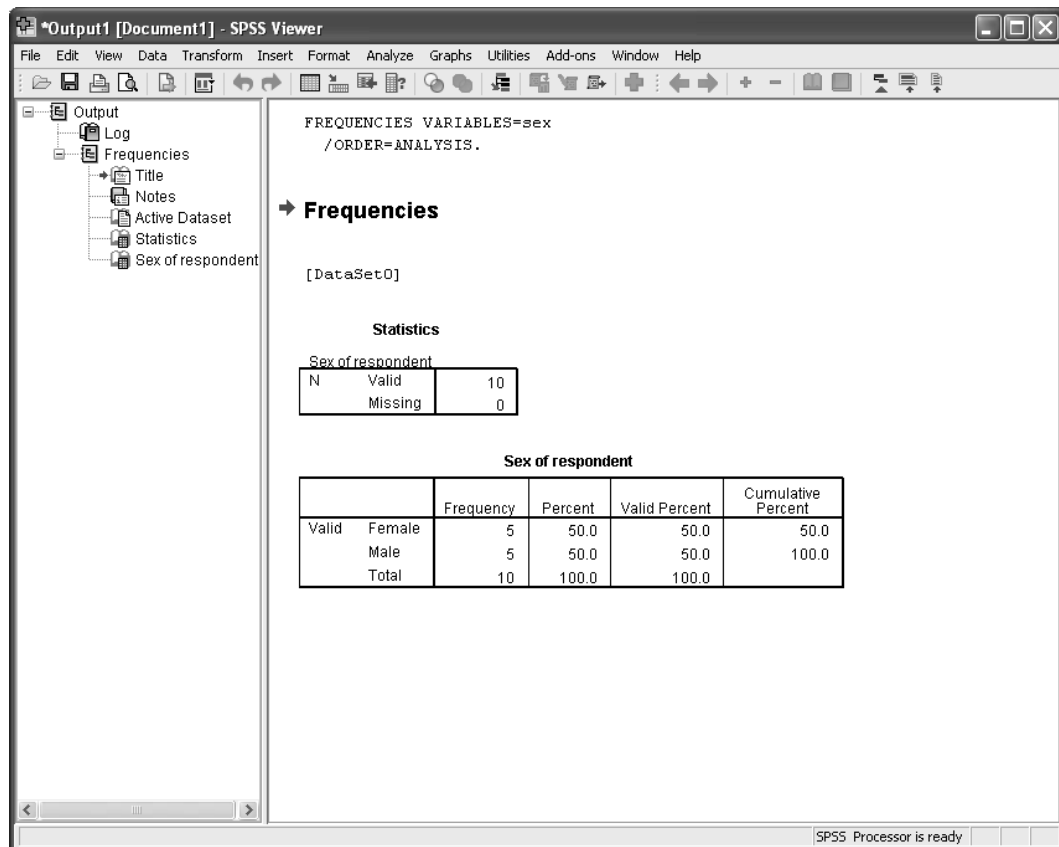 *Output1 [Document1] - SPSS Viewer
File Edit View Data Transform Insert Format Analyze Graphs Utilities Add-ons Window Help
Output
Log
Frequencies
Title
Notes
Active Dataset
Statistics
Sex of respondent
FREQUENCIES VARIABLES=sex
/ORDER=ANALYSIS.
Frequencies
[DataSet0]
Statistics
Sex of respondent
N Valid 10
Missing 0
Sex of respondent
Frequency Percent Valid Percent Cumulative Percent
Valid Female 5 50.0 50.0 50.0
Male 5 50.0 50.0 100.0
Total 10 100.0 100.0
SPSS Processor is ready